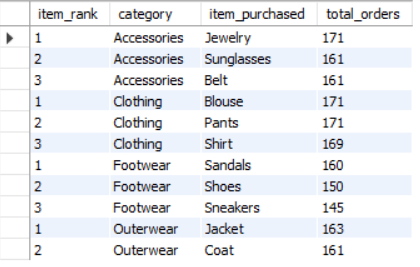 item_rank category item_purchased total_orders
1 Accessories Jewelry 171
2 Accessories Sunglasses 161
3 Accessories Belt 161
1 Clothing Blouse 171
2 Clothing Pants 171
3 Clothing Shirt 169
1 Footwear Sandals 160
2 Footwear Shoes 150
3 Footwear Sneakers 145
1 Outerwear Jacket 163
2 Outerwear Coat 161